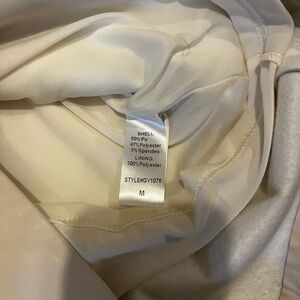 SHELL
50% PU
47% Polyester
3% Spandex
LINING
100% Polyester
STYLE#GY1076
M